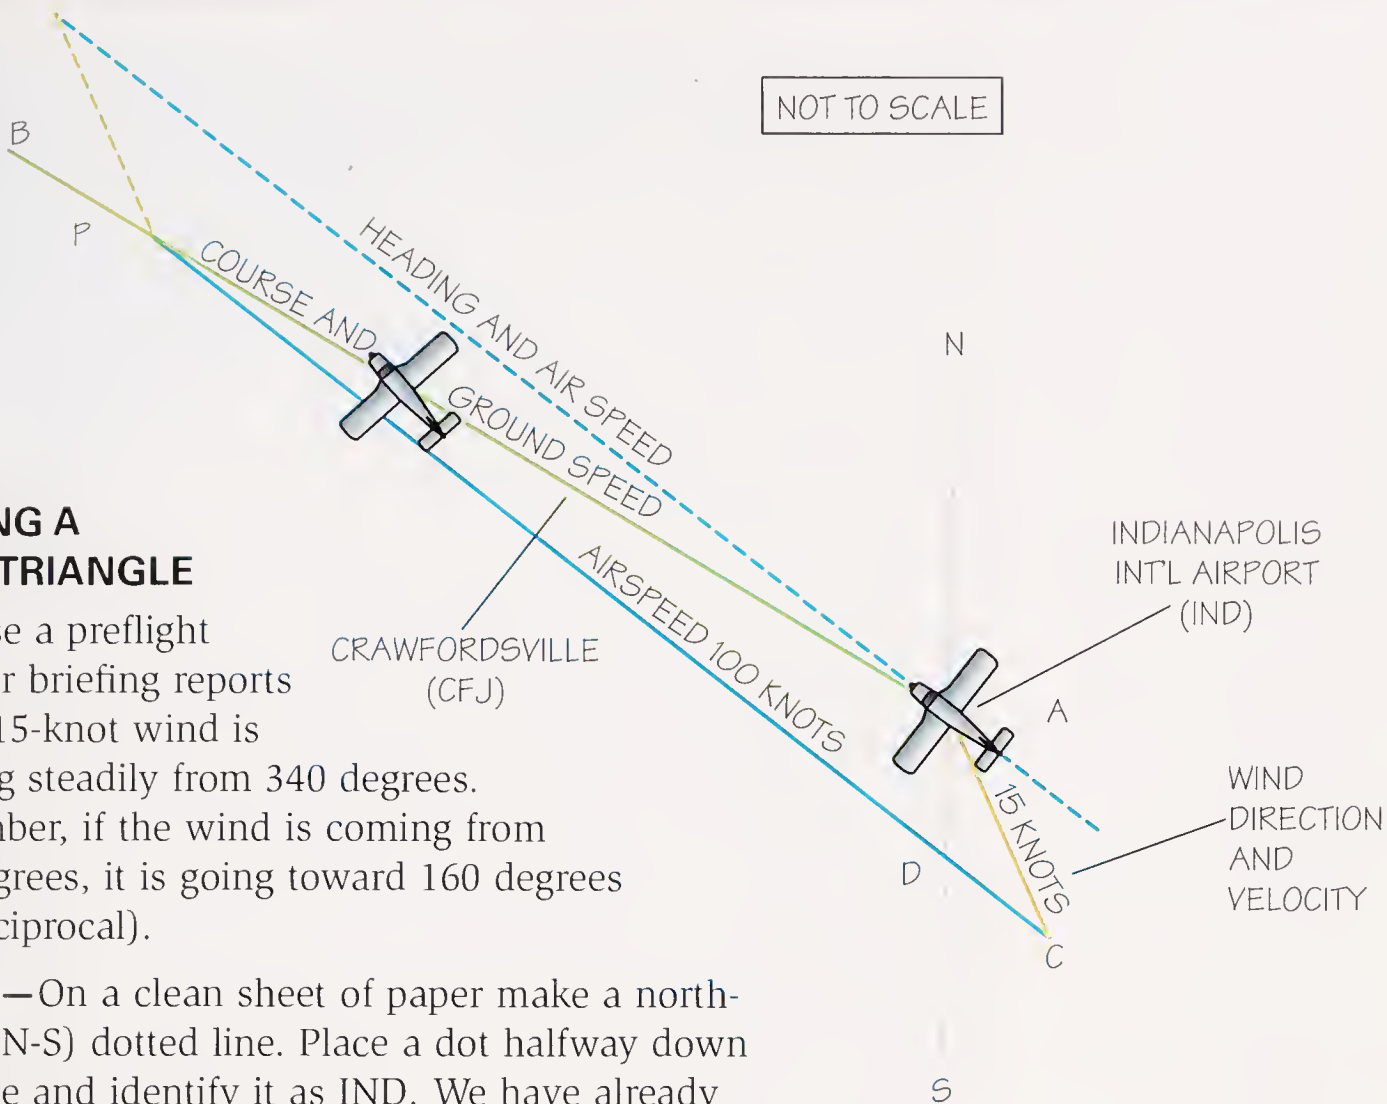 NOT TO SCALE
B
P
COURSE AND
GROUND SPEED
HEADING AND AIR SPEED
N
INDIANAPOLIS
INT'L AIRPORT
(IND)
A
AIRSPEED 100 KNOTS
CRAWFORDSVILLE
(CFJ)
15 KNOTS
WIND
DIRECTION
AND
VELOCITY
D
C
S
NG A
TRIANGLE
se a preflight
r briefing reports
15-knot wind is
g steadily from 340 degrees.
mber, if the wind is coming from
grees, it is going toward 160 degrees
ciprocal).
—On a clean sheet of paper make a north-
N-S) dotted line. Place a dot halfway down
e and identify it as IND. We have already